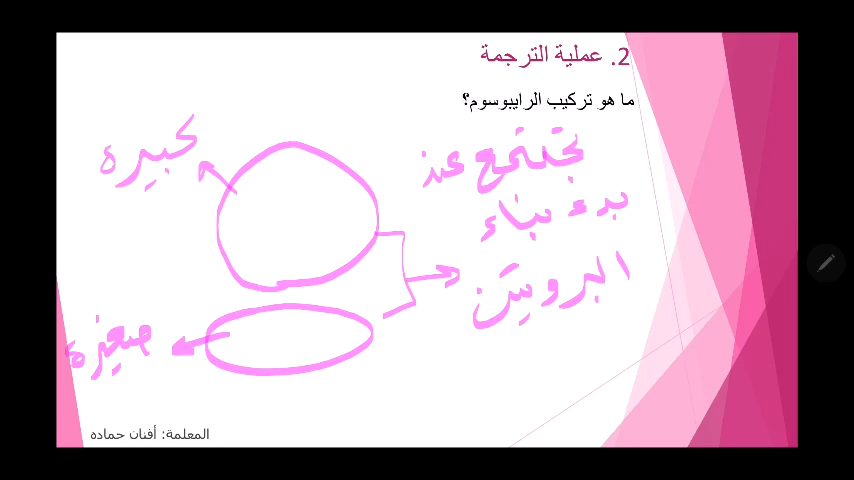 2. عملية الترجمة
ما هو تركيب الرايبوسوم؟
تجتمع عند
بدء بناء
البروتين
كبيرة
صغيرة
المعلمة: أفنان حماده